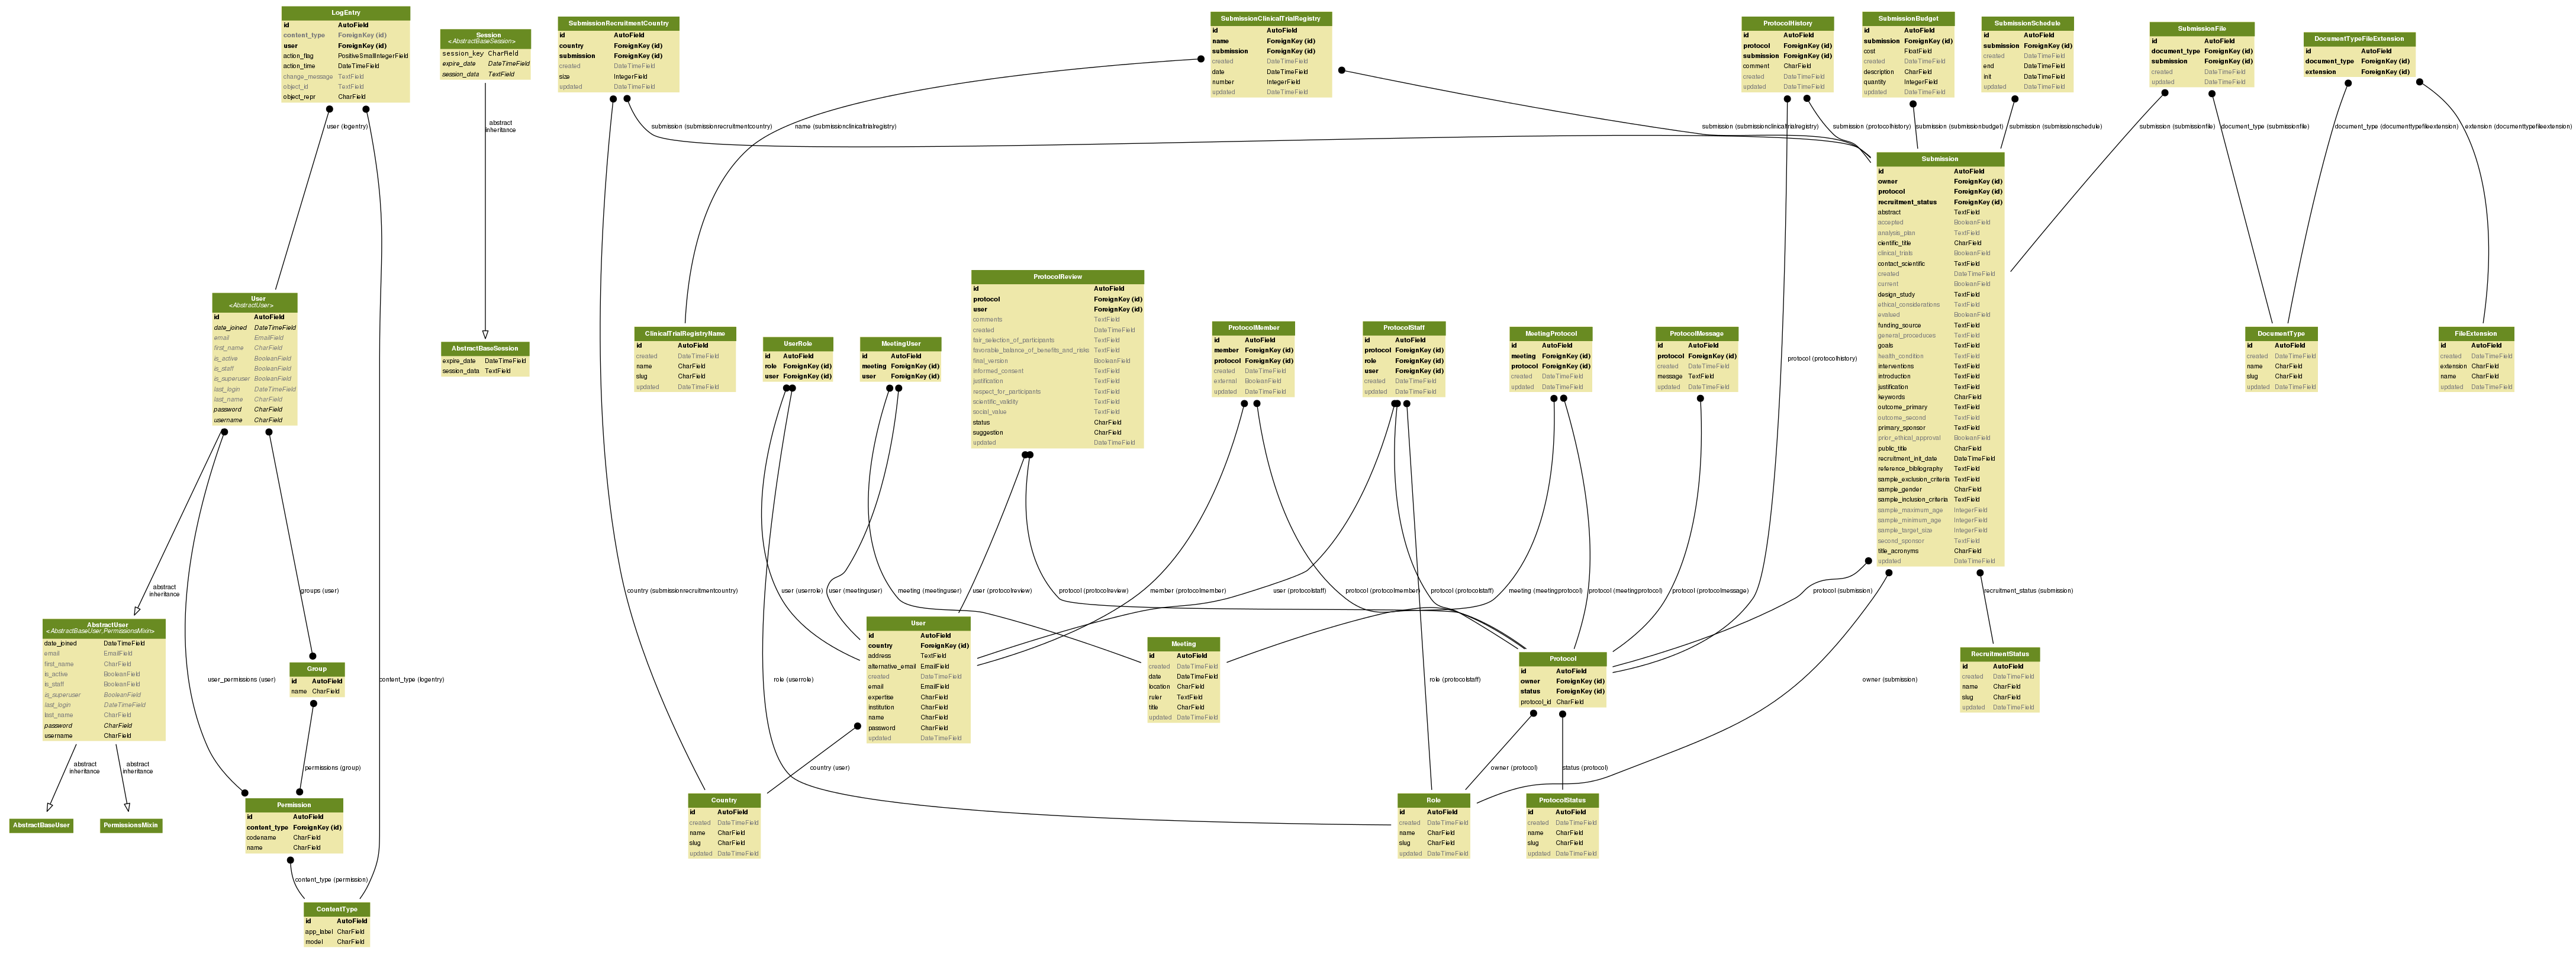 LogEntry
id AutoField
content_type ForeignKey (id)
user ForeignKey (id)
action_flag PositiveSmallIntegerField
action_time DateTimeField
change_message TextField
object_id TextField
object_repr CharField
Session
<AbstractBaseSession>
session_key CharField
expire_date DateTimeField
session_data TextField
SubmissionRecruitmentCountry
id AutoField
country ForeignKey (id)
submission ForeignKey (id)
created DateTimeField
size IntegerField
updated DateTimeField
SubmissionClinicalTrialRegistry
id AutoField
name ForeignKey (id)
submission ForeignKey (id)
created DateTimeField
date DateTimeField
number IntegerField
updated DateTimeField
ProtocolHistory
id AutoField
protocol ForeignKey (id)
submission ForeignKey (id)
comment CharField
created DateTimeField
updated DateTimeField
SubmissionBudget
id AutoField
submission ForeignKey (id)
cost FloatField
created DateTimeField
description CharField
quantity IntegerField
updated DateTimeField
SubmissionSchedule
id AutoField
submission ForeignKey (id)
created DateTimeField
end DateTimeField
init DateTimeField
updated DateTimeField
SubmissionFile
id AutoField
document_type ForeignKey (id)
submission ForeignKey (id)
created DateTimeField
updated DateTimeField
DocumentTypeFileExtension
id AutoField
document_type ForeignKey (id)
extension ForeignKey (id)
user (logentry)
abstract
inheritance
submission (submissionrecruitmentcountry)
name (submissionclinicaltrialregistry)
submission (submissionclinicaltrialregistry)
submission (protocolhistory)
submission (submissionbudget)
submission (submissionschedule)
submission (submissionfile)
document_type (submissionfile)
document_type (documenttypefileextension)
extension (documenttypefileextension)
Submission
id AutoField
owner ForeignKey (id)
protocol ForeignKey (id)
recruitment_status ForeignKey (id)
abstract TextField
accepted BooleanField
analysis_plan TextField
cientific_title CharField
clinical_trials BooleanField
contact_scientific TextField
created DateTimeField
current BooleanField
design_study TextField
ethical_considerations TextField
evalued BooleanField
funding_source TextField
general_procedures TextField
goals TextField
health_condition TextField
interventions TextField
introduction TextField
justification TextField
keywords CharField
outcome_primary TextField
outcome_second TextField
primary_sponsor TextField
prior_ethical_approval BooleanField
public_title CharField
recruitment_init_date DateTimeField
reference_bibliography TextField
sample_exclusion_criteria TextField
sample_gender CharField
sample_inclusion_criteria TextField
sample_maximum_age IntegerField
sample_minimum_age IntegerField
sample_target_size IntegerField
second_sponsor TextField
title_acronyms CharField
updated DateTimeField
User
<AbstractUser>
id AutoField
date_joined DateTimeField
email EmailField
first_name CharField
is_active BooleanField
is_staff BooleanField
is_superuser BooleanField
last_login DateTimeField
last_name CharField
password CharField
username CharField
AbstractBaseSession
expire_date DateTimeField
session_data TextField
ClinicalTrialRegistryName
id AutoField
created DateTimeField
name CharField
slug CharField
updated DateTimeField
UserRole
id AutoField
role ForeignKey (id)
user ForeignKey (id)
MeetingUser
id AutoField
meeting ForeignKey (id)
user ForeignKey (id)
ProtocolReview
id AutoField
protocol ForeignKey (id)
user ForeignKey (id)
comments TextField
created DateTimeField
fair_selection_of_participants TextField
favorable_balance_of_benefits_and_risks TextField
final_version BooleanField
informed_consent TextField
justification TextField
respect_for_participants TextField
scientific_validity TextField
social_value TextField
status CharField
suggestion CharField
updated DateTimeField
ProtocolMember
id AutoField
member ForeignKey (id)
protocol ForeignKey (id)
created DateTimeField
external BooleanField
updated DateTimeField
ProtocolStaff
id AutoField
protocol ForeignKey (id)
role ForeignKey (id)
user ForeignKey (id)
created DateTimeField
updated DateTimeField
MeetingProtocol
id AutoField
meeting ForeignKey (id)
protocol ForeignKey (id)
created DateTimeField
updated DateTimeField
ProtocolMessage
id AutoField
protocol ForeignKey (id)
created DateTimeField
message TextField
updated DateTimeField
protocol (protocolhistory)
DocumentType
id AutoField
created DateTimeField
name CharField
slug CharField
updated DateTimeField
FileExtension
id AutoField
created DateTimeField
extension CharField
name CharField
updated DateTimeField
abstract
inheritance
groups (user)
country (submissionrecruitmentcountry)
user (userrole)
user (meetinguser)
meeting (meetinguser)
user (protocolreview)
protocol (protocolreview)
member (protocolmember)
user (protocolstaff)
protocol (protocolmember)
protocol (protocolstaff)
meeting (meetingprotocol)
protocol (meetingprotocol)
protocol (protocolmessage)
protocol (submission)
recruitment_status (submission)
AbstractUser
<AbstractBaseUser,PermissionsMixin>
date_joined DateTimeField
email EmailField
first_name CharField
is_active BooleanField
is_staff BooleanField
is_superuser BooleanField
last_login DateTimeField
last_name CharField
password CharField
username CharField
user_permissions (user)
Group
id AutoField
name CharField
content_type (logentry)
role (userrole)
User
id AutoField
country ForeignKey (id)
address TextField
alternative_email EmailField
created DateTimeField
email EmailField
expertise CharField
institution CharField
name CharField
password CharField
updated DateTimeField
Meeting
id AutoField
created DateTimeField
date DateTimeField
location CharField
ruler TextField
title CharField
updated DateTimeField
role (protocolstaff)
Protocol
id AutoField
owner ForeignKey (id)
status ForeignKey (id)
protocol_id CharField
owner (submission)
RecruitmentStatus
id AutoField
created DateTimeField
name CharField
slug CharField
updated DateTimeField
abstract
inheritance
abstract
inheritance
permissions (group)
country (user)
owner (protocol)
status (protocol)
AbstractBaseUser
PermissionsMixin
Permission
id AutoField
content_type ForeignKey (id)
codename CharField
name CharField
Country
id AutoField
created DateTimeField
name CharField
slug CharField
updated DateTimeField
Role
id AutoField
created DateTimeField
name CharField
slug CharField
updated DateTimeField
ProtocolStatus
id AutoField
created DateTimeField
name CharField
slug CharField
updated DateTimeField
content_type (permission)
ContentType
id AutoField
app_label CharField
model CharField